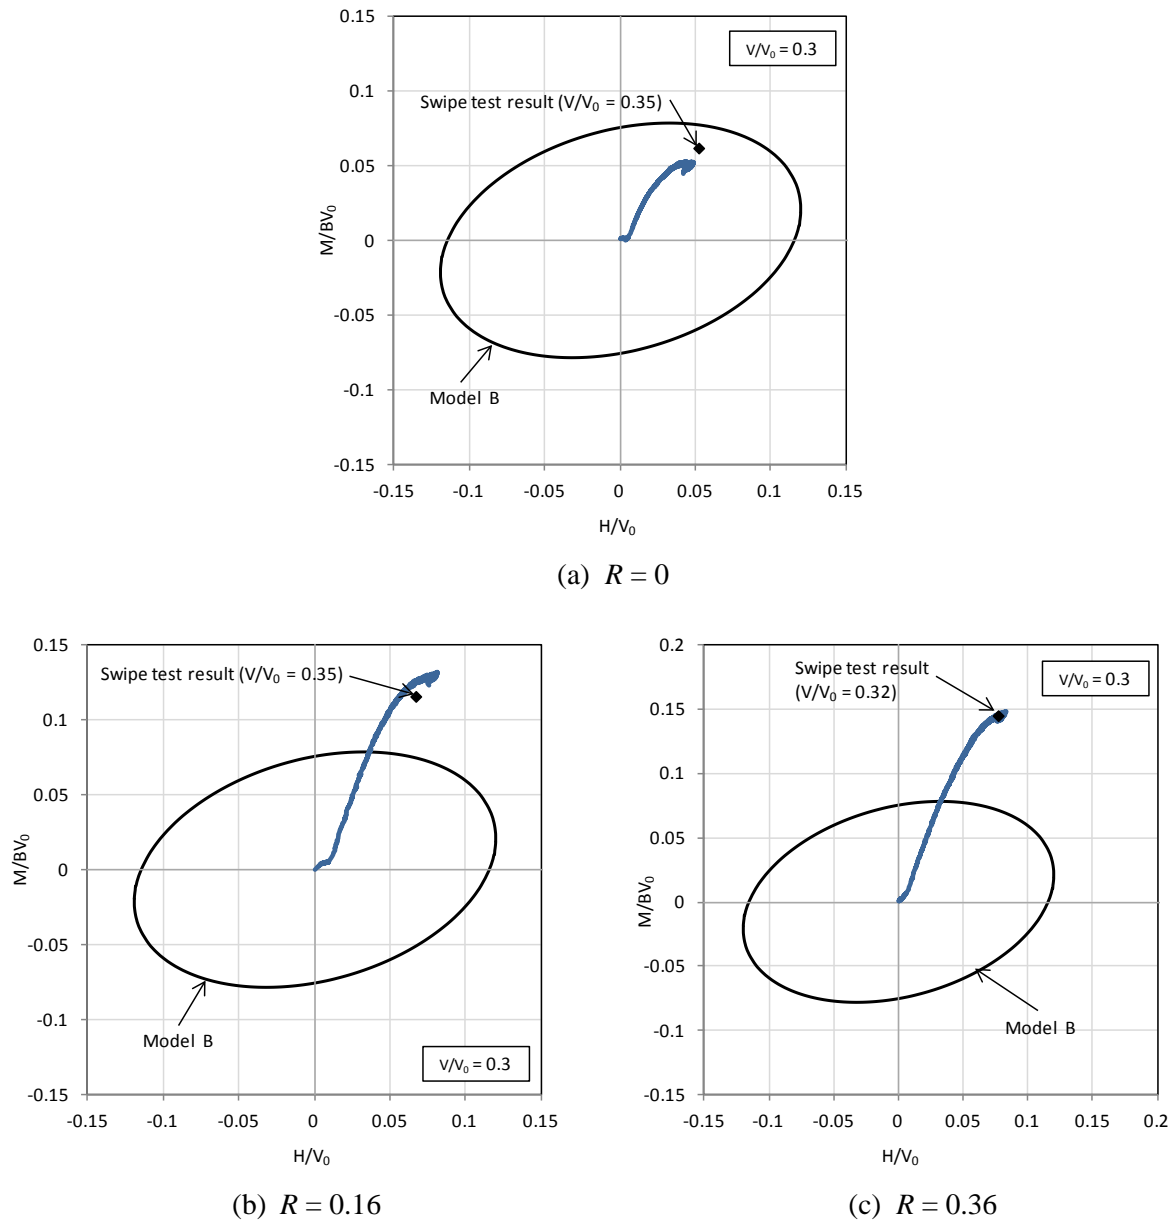 0.15
V/V0 = 0.3
0.1
Swipe test result (V/V0 = 0.35)
0.05
M/BV0
0
-0.05
Model B
-0.1
-0.15
-0.15 -0.1 -0.05 0 0.05 0.1 0.15
H/V0
(a) R = 0
0.15
Swipe test result (V/V0 = 0.35)
0.1
0.05
M/BV0
0
-0.05
-0.1
Model B
V/V0 = 0.3
-0.15
-0.15 -0.1 -0.05 0 0.05 0.1 0.15
H/V0
(b) R = 0.16
0.2
Swipe test result
(V/V0 = 0.32)
V/V0 = 0.3
0.15
0.1
0.05
M/BV0
0
-0.05
-0.1
Model B
-0.15
-0.15 -0.1 -0.05 0 0.05 0.1 0.15 0.2
H/V0
(c) R = 0.36